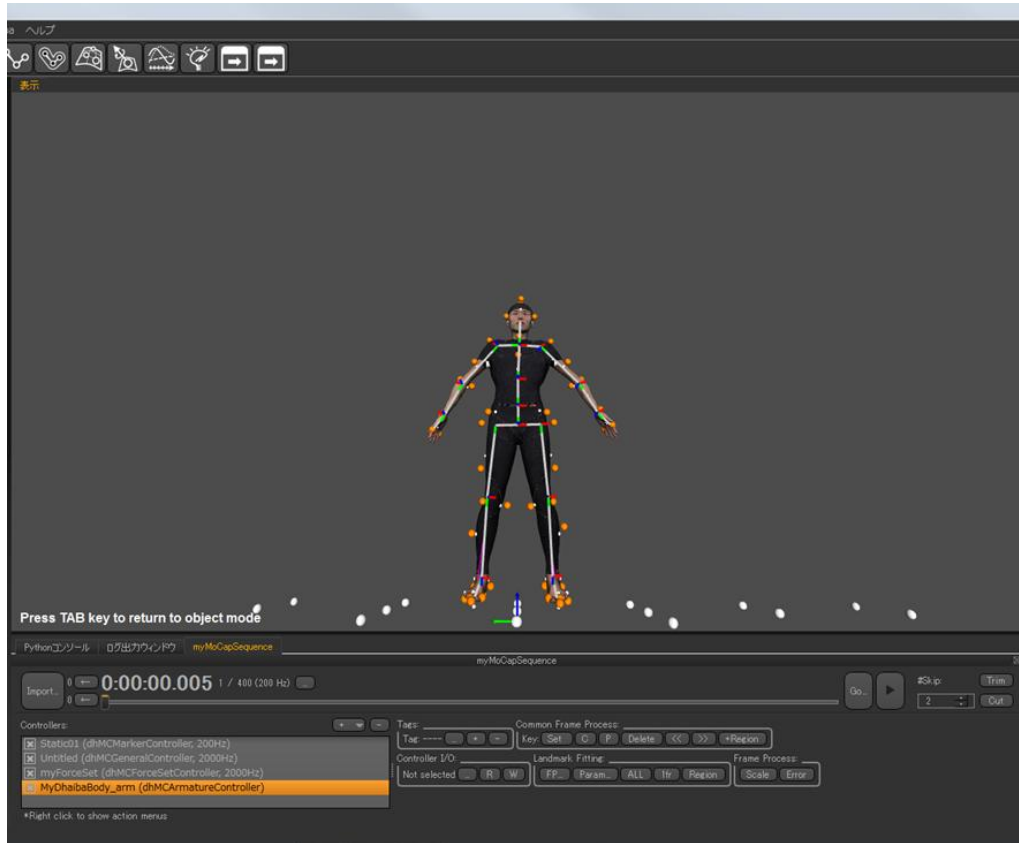 ヘルプ
表示
Press TAB key to return to object mode
Pythonコンソール ログ出力ウィンドウ myMoCapSequence
myMoCapSequence
Import... 0 ← 0:00:00.005 1 / 400 (200 Hz) ... Go... #Skip: Trim
0 ← 2 Cut
Controllers: + - Tags: Common Frame Process:
Tag: ---- ... + - Key: Set C P Delete << >> +Region
Static01 (dhMCMarkerController, 200Hz)
Untitled (dhMCGeneralController, 2000Hz)
myForceSet (dhMCForceSetController, 2000Hz)
MyDhaibaBody_arm (dhMCArmatureController)
Controller I/O: Landmark Fitting: Frame Process:
Not selected ... R W FP... Param... ALL 1fr Region Scale Error
*Right click to show action menus